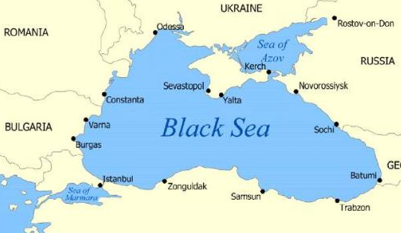 UKRAINE
Odessa
Rostov-on-Don
ROMANIA
Sea of
Azov
Kerch
RUSSIA
Sevastopol
Novorossiysk
Constanta
Yalta
BULGARIA
Varna
Black Sea
Sochi
Burgas
GE
Istanbul
Zonguldak
Batumi
Sea of
Marmara
Samsun
Trabzon